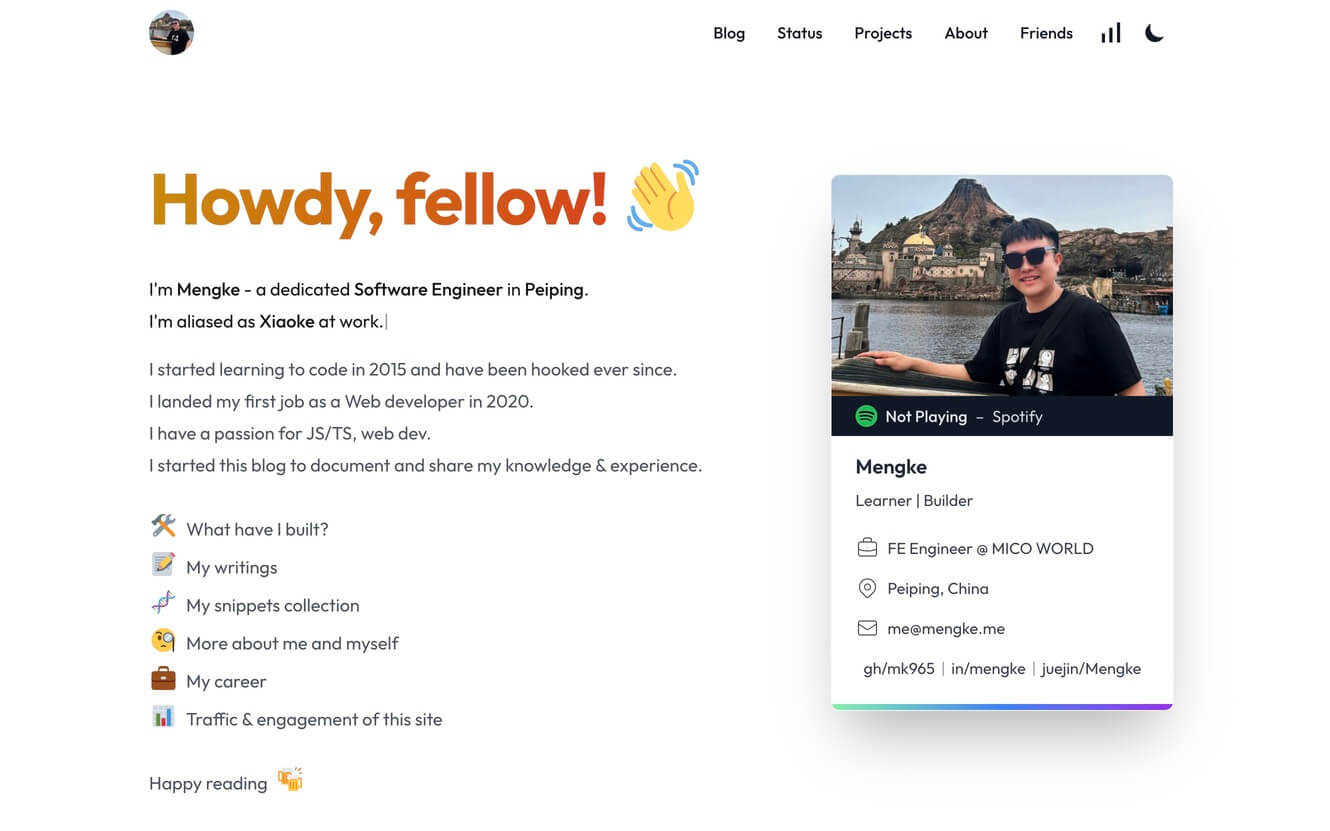 Blog Status Projects About Friends
Howdy, fellow! 👋
I'm Mengke - a dedicated Software Engineer in Peiping.
I'm aliased as Xiaoke at work.|
I started learning to code in 2015 and have been hooked ever since.
I landed my first job as a Web developer in 2020.
I have a passion for JS/TS, web dev.
I started this blog to document and share my knowledge & experience.
🛠 What have I built?
📝 My writings
🧬 My snippets collection
🧐 More about me and myself
💼 My career
📊 Traffic & engagement of this site
Happy reading 🍻
Not Playing – Spotify
Mengke
Learner | Builder
FE Engineer @ MICO WORLD
Peiping, China
me@mengke.me
gh/mk965 | in/mengke | juejin/Mengke